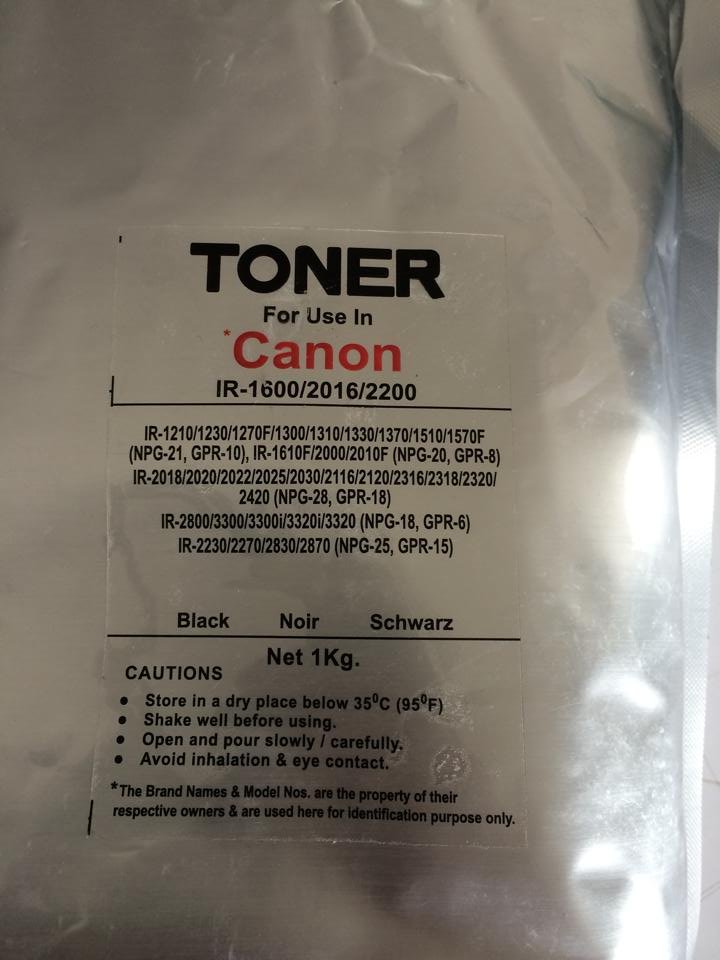 TONER
For Use In
*Canon
IR-1600/2016/2200
IR-1210/1230/1270F/1300/1310/1330/1370/1510/1570F
(NPG-21, GPR-10), IR-1610F/2000/2010F (NPG-20, GPR-8)
IR-2018/2020/2022/2025/2030/2116/2120/2316/2318/2320/
2420 (NPG-28, GPR-18)
IR-2800/3300/3300i/3320i/3320 (NPG-18, GPR-6)
IR-2230/2270/2830/2870 (NPG-25, GPR-15)
Black Noir Schwarz
Net 1Kg.
CAUTIONS
• Store in a dry place below 35⁰C (95⁰F)
• Shake well before using.
• Open and pour slowly / carefully.
• Avoid inhalation & eye contact.
*The Brand Names & Model Nos. are the property of their
respective owners & are used here for identification purpose only.